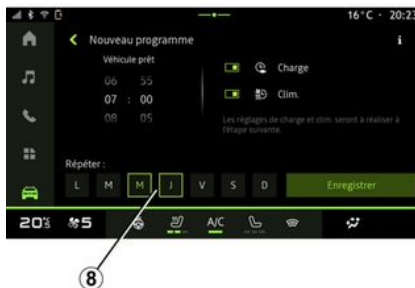 16°C · 20:23
Nouveau programme
i
Véhicule prêt
06 55
07 : 00
08 05
Charge
Clim.
Les réglages de charge et clim. seront à réaliser à
l'étape suivante.
Répéter :
L M M J V S D
Enregistrer
5
A/C
8